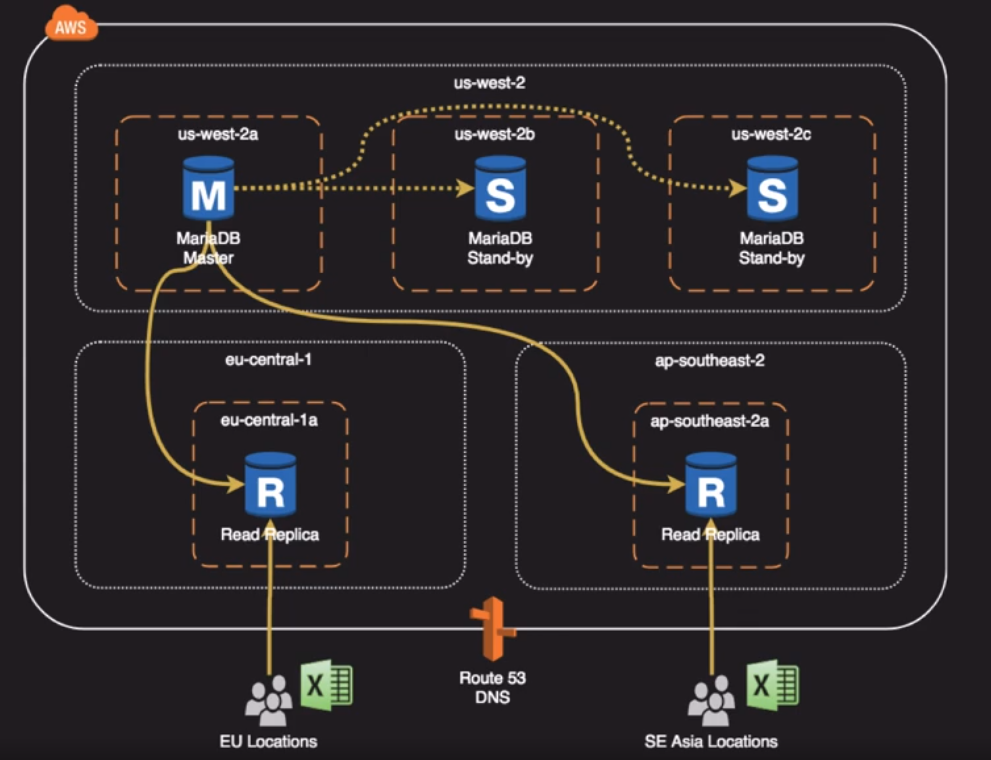 AWS
us-west-2
us-west-2a
us-west-2b
us-west-2c
M
S
S
MariaDB
Master
MariaDB
Stand-by
MariaDB
Stand-by
eu-central-1
ap-southeast-2
eu-central-1a
ap-southeast-2a
R
R
Read Replica
Read Replica
X
Route 53
DNS
X
EU Locations
SE Asia Locations